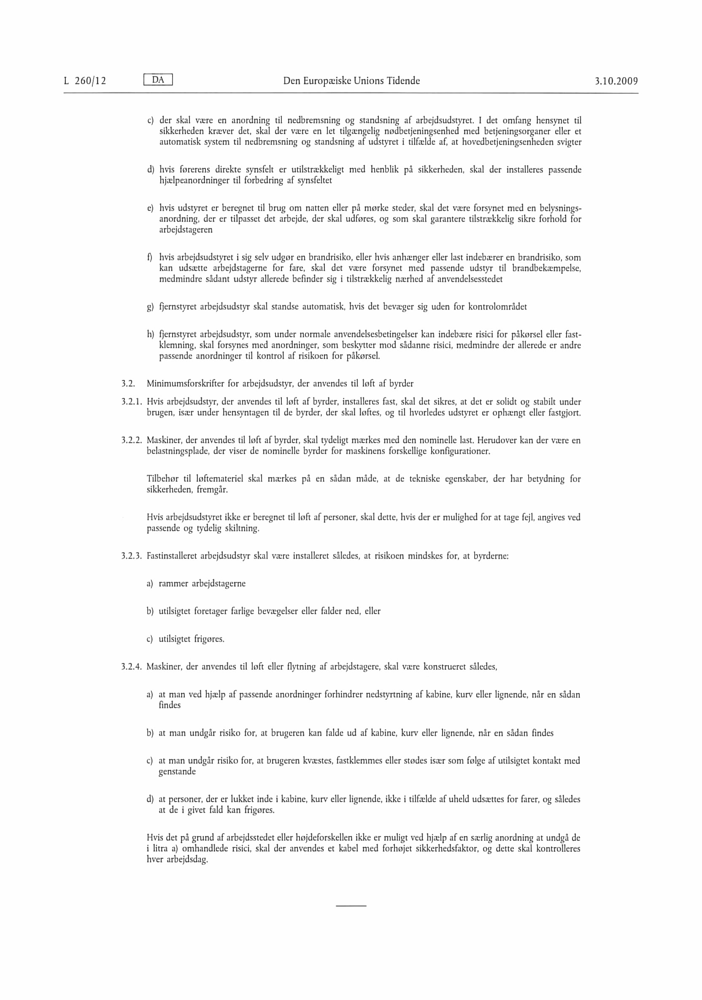 L 260/12 DA Den Europæiske Unions Tidende 3.10.2009
c) der skal være en anordning til nedbremsning og standsning af arbejdsudstyret. I det omfang hensynet til
sikkerheden kræver det, skal der være en let tilgængelig nødbetjeningsenhed med betjeningsorganer eller et
automatisk system til nedbremsning og standsning af udstyret i tilfælde af, at hovedbetjeningsenheden svigter
d) hvis førerens direkte synsfelt er utilstrækkeligt med henblik på sikkerheden, skal der installeres passende
hjælpeanordninger til forbedring af synsfeltet
e) hvis udstyret er beregnet til brug om natten eller på mørke steder, skal det være forsynet med en belysnings-
anordning, der er tilpasset det arbejde, der skal udføres, og som skal garantere tilstrækkelig sikre forhold for
arbejdstageren
f) hvis arbejdsudstyret i sig selv udgør en brandrisiko, eller hvis anhænger eller last indebærer en brandrisiko, som
kan udsætte arbejdstagerne for fare, skal det være forsynet med passende udstyr til brandbekæmpelse,
medmindre sådant udstyr allerede befinder sig i tilstrækkelig nærhed af anvendelsesstedet
g) fjernstyret arbejdsudstyr skal standse automatisk, hvis det bevæger sig uden for kontrolområdet
h) fjernstyret arbejdsudstyr, som under normale anvendelsesbetingelser kan indebære risici for påkørsel eller fast-
klemning, skal forsynes med anordninger, som beskytter mod sådanne risici, medmindre der allerede er andre
passende anordninger til kontrol af risikoen for påkørsel.
3.2. Minimumsforskrifter for arbejdsudstyr, der anvendes til løft af byrder
3.2.1. Hvis arbejdsudstyr, der anvendes til løft af byrder, installeres fast, skal det sikres, at det er solidt og stabilt under
brugen, især under hensyntagen til de byrder, der skal løftes, og til hvorledes udstyret er ophængt eller fastgjort.
3.2.2. Maskiner, der anvendes til løft af byrder, skal tydeligt mærkes med den nominelle last. Herudover kan der være en
belastningsplade, der viser de nominelle byrder for maskinens forskellige konfigurationer.
Tilbehør til løftemateriel skal mærkes på en sådan måde, at de tekniske egenskaber, der har betydning for
sikkerheden, fremgår.
Hvis arbejdsudstyret ikke er beregnet til løft af personer, skal dette, hvis der er mulighed for at tage fejl, angives ved
passende og tydelig skiltning.
3.2.3. Fastinstalleret arbejdsudstyr skal være installeret således, at risikoen mindskes for, at byrderne:
a) rammer arbejdstagerne
b) utilsigtet foretager farlige bevægelser eller falder ned, eller
c) utilsigtet frigøres.
3.2.4. Maskiner, der anvendes til løft eller flytning af arbejdstagere, skal være konstrueret således,
a) at man ved hjælp af passende anordninger forhindrer nedstyrtning af kabine, kurv eller lignende, når en sådan
findes
b) at man undgår risiko for, at brugeren kan falde ud af kabine, kurv eller lignende, når en sådan findes
c) at man undgår risiko for, at brugeren kvæstes, fastklemmes eller stødes især som følge af utilsigtet kontakt med
genstande
d) at personer, der er lukket inde i kabine, kurv eller lignende, ikke i tilfælde af uheld udsættes for farer, og således
at de i givet fald kan frigøres.
Hvis det på grund af arbejdsstedet eller højdeforskellen ikke er muligt ved hjælp af en særlig anordning at undgå de
i litra a) omhandlede risici, skal der anvendes et kabel med forhøjet sikkerhedsfaktor, og dette skal kontrolleres
hver arbejdsdag.